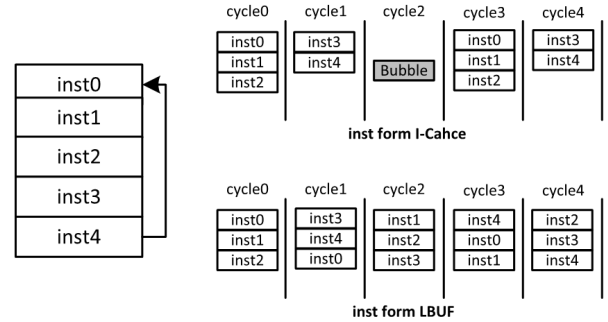 inst0
inst1
inst2
inst3
inst4
cycle0 cycle1 cycle2 cycle3 cycle4
inst0 inst3 inst0 inst3
inst1 inst4 Bubble inst1 inst4
inst2 inst2
inst form I-Cahce
cycle0 cycle1 cycle2 cycle3 cycle4
inst0 inst3 inst1 inst4 inst2
inst1 inst4 inst2 inst0 inst3
inst2 inst0 inst3 inst1 inst4
inst form LBUF